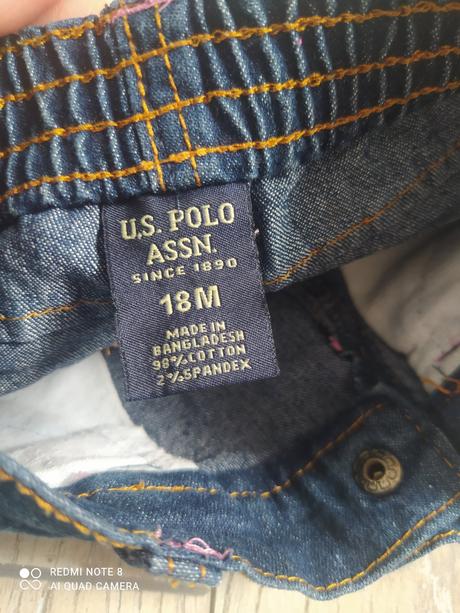 U.S. POLO
ASSN.
SINCE 1890
18M
MADE IN
BANGLADESH
98%COTTON
2%SPANDEX
REDMI NOTE 8
AI QUAD CAMERA